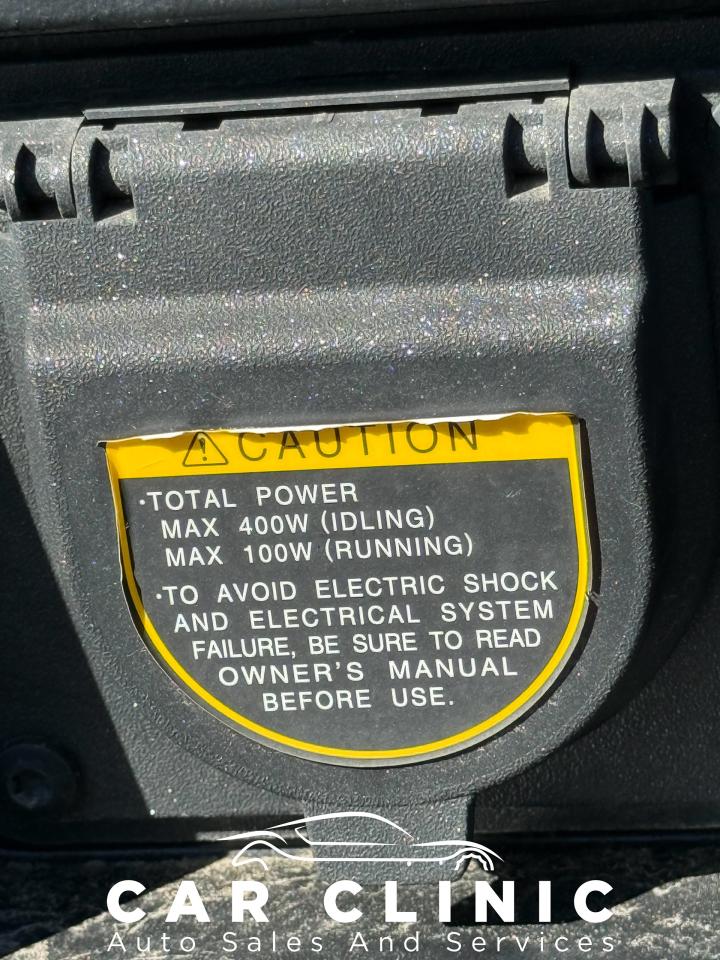 CAUTION
·TOTAL POWER
MAX 400W (IDLING)
MAX 100W (RUNNING)
·TO AVOID ELECTRIC SHOCK
AND ELECTRICAL SYSTEM
FAILURE, BE SURE TO READ
OWNER'S MANUAL
BEFORE USE.
CAR CLINIC
Auto Sales And Services